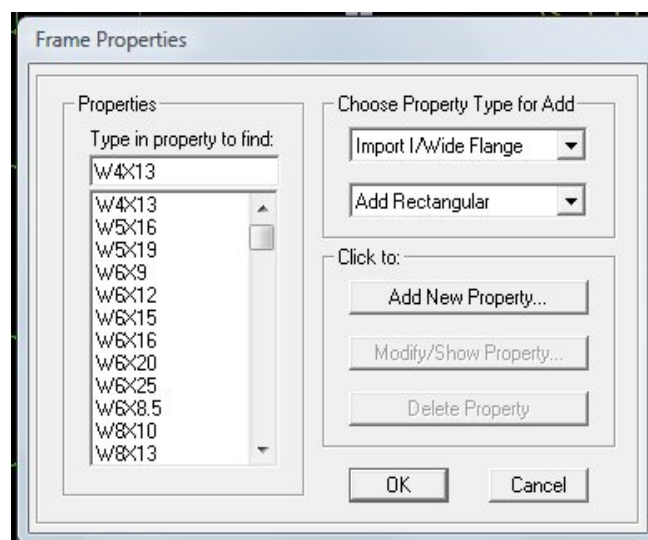 Frame Properties
Properties
Type in property to find:
W4X13
W4X13
W5X16
W5X19
W6X9
W6X12
W6X15
W6X16
W6X20
W6X25
W6X8.5
W8X10
W8X13
Choose Property Type for Add
Import I/Wide Flange
Add Rectangular
Click to:
Add New Property...
Modify/Show Property...
Delete Property
OK
Cancel